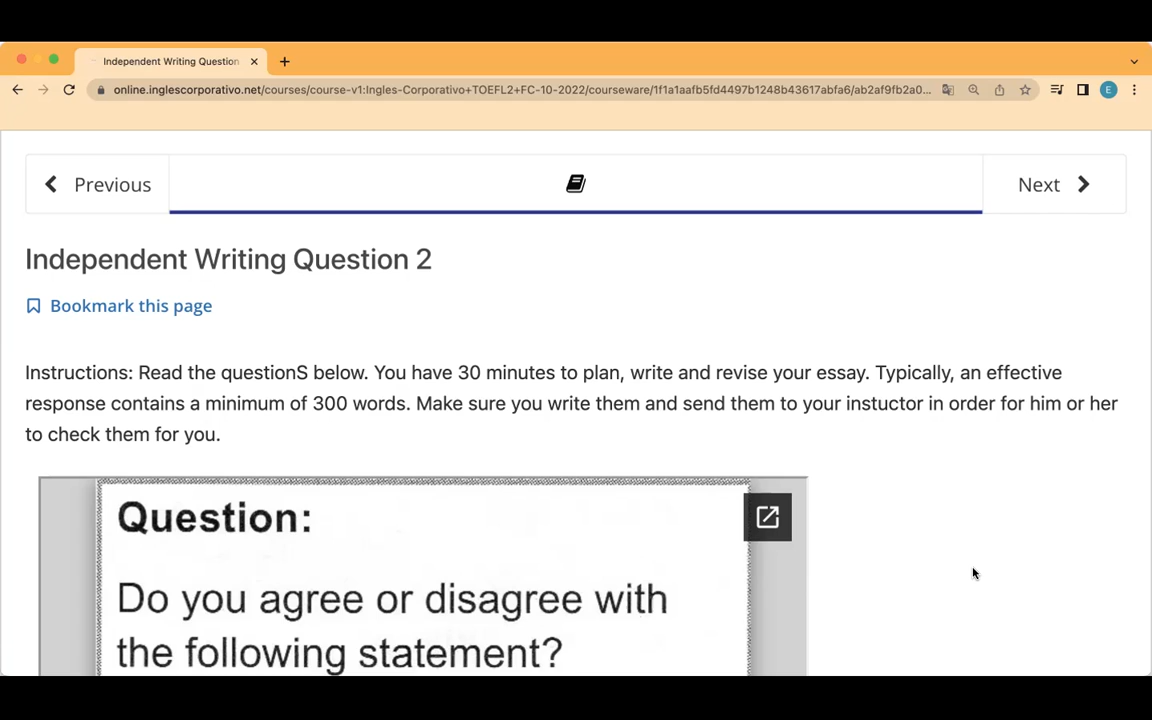 Independent Writing Question
online.inglescorporativo.net/courses/course-v1:Ingles-Corporativo+TOEFL2+FC-10-2022/courseware/1f1a1aafb5fd4497b1248b43617abfa6/ab2af9fb2a0...
E
Previous
Next
Independent Writing Question 2
Bookmark this page
Instructions: Read the questionS below. You have 30 minutes to plan, write and revise your essay. Typically, an effective
response contains a minimum of 300 words. Make sure you write them and send them to your instuctor in order for him or her
to check them for you.
Question:
Do you agree or disagree with
the following statement?